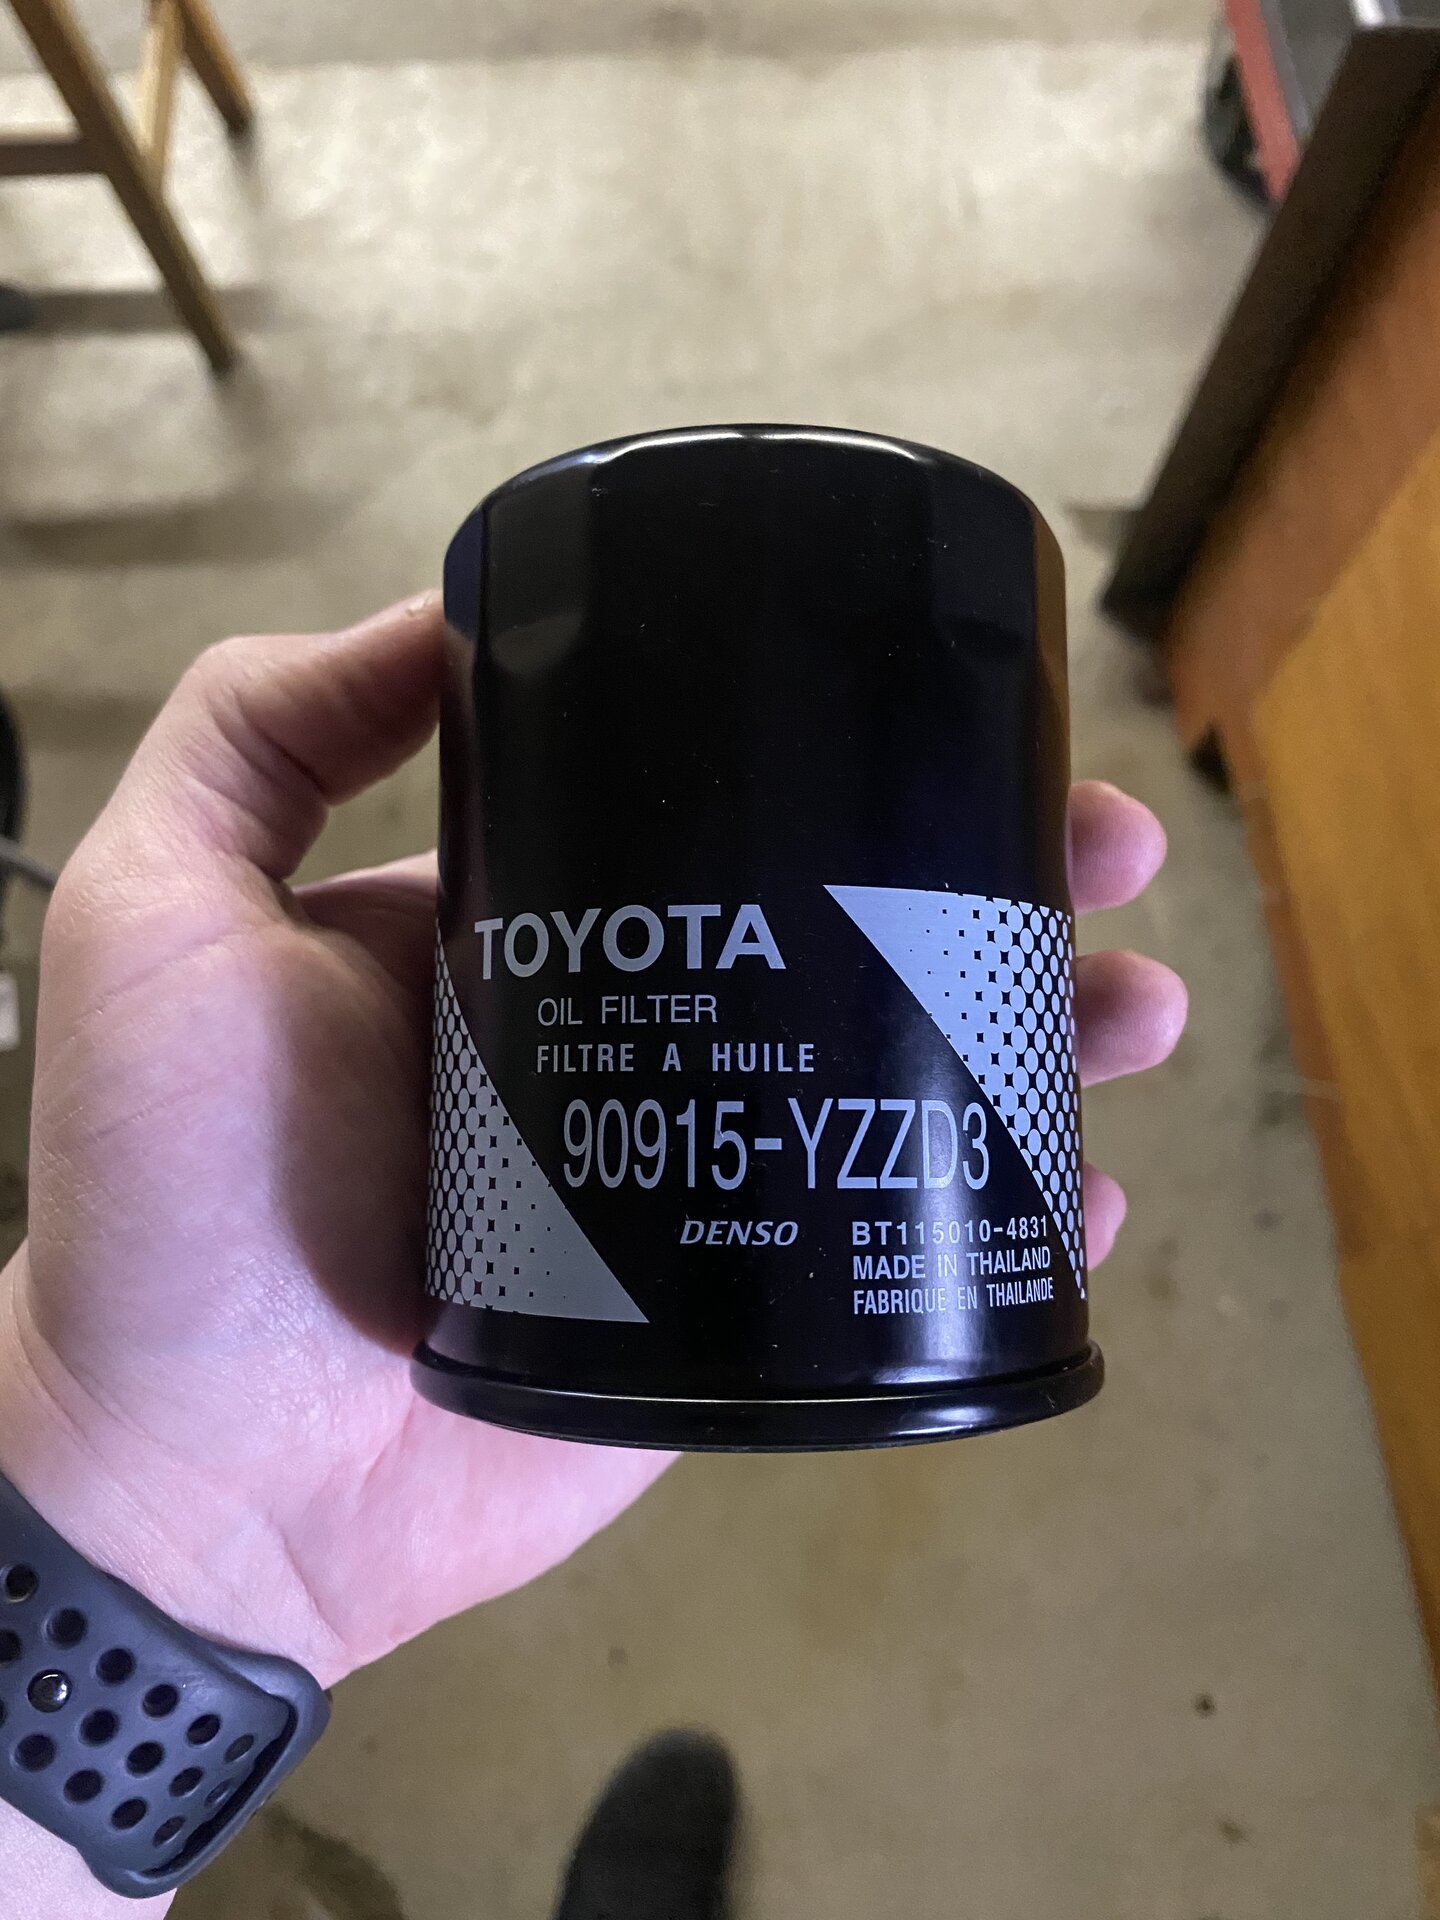 TOYOTA
OIL FILTER
FILTRE A HUILE
90915-YZZD3
DENSO BT115010-4831
MADE IN THAILAND
FABRIQUE EN THAILANDE